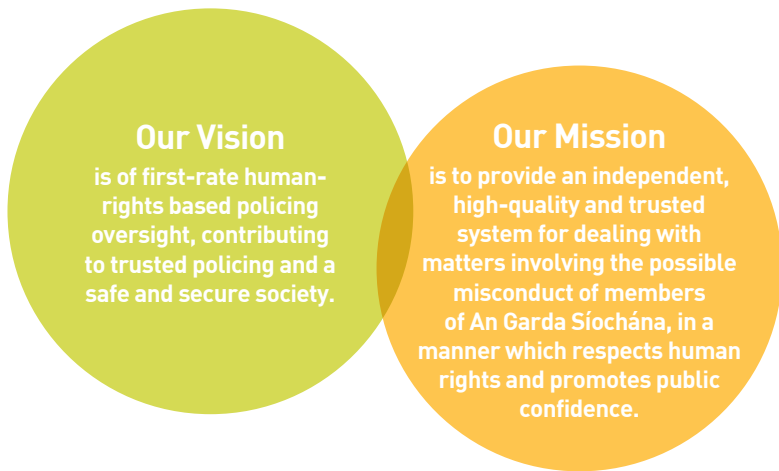 Our Vision
is of first-rate human-
rights based policing
oversight, contributing
to trusted policing and a
safe and secure society.
Our Mission
is to provide an independent,
high-quality and trusted
system for dealing with
matters involving the possible
misconduct of members
of An Garda Síochána, in a
manner which respects human
rights and promotes public
confidence.